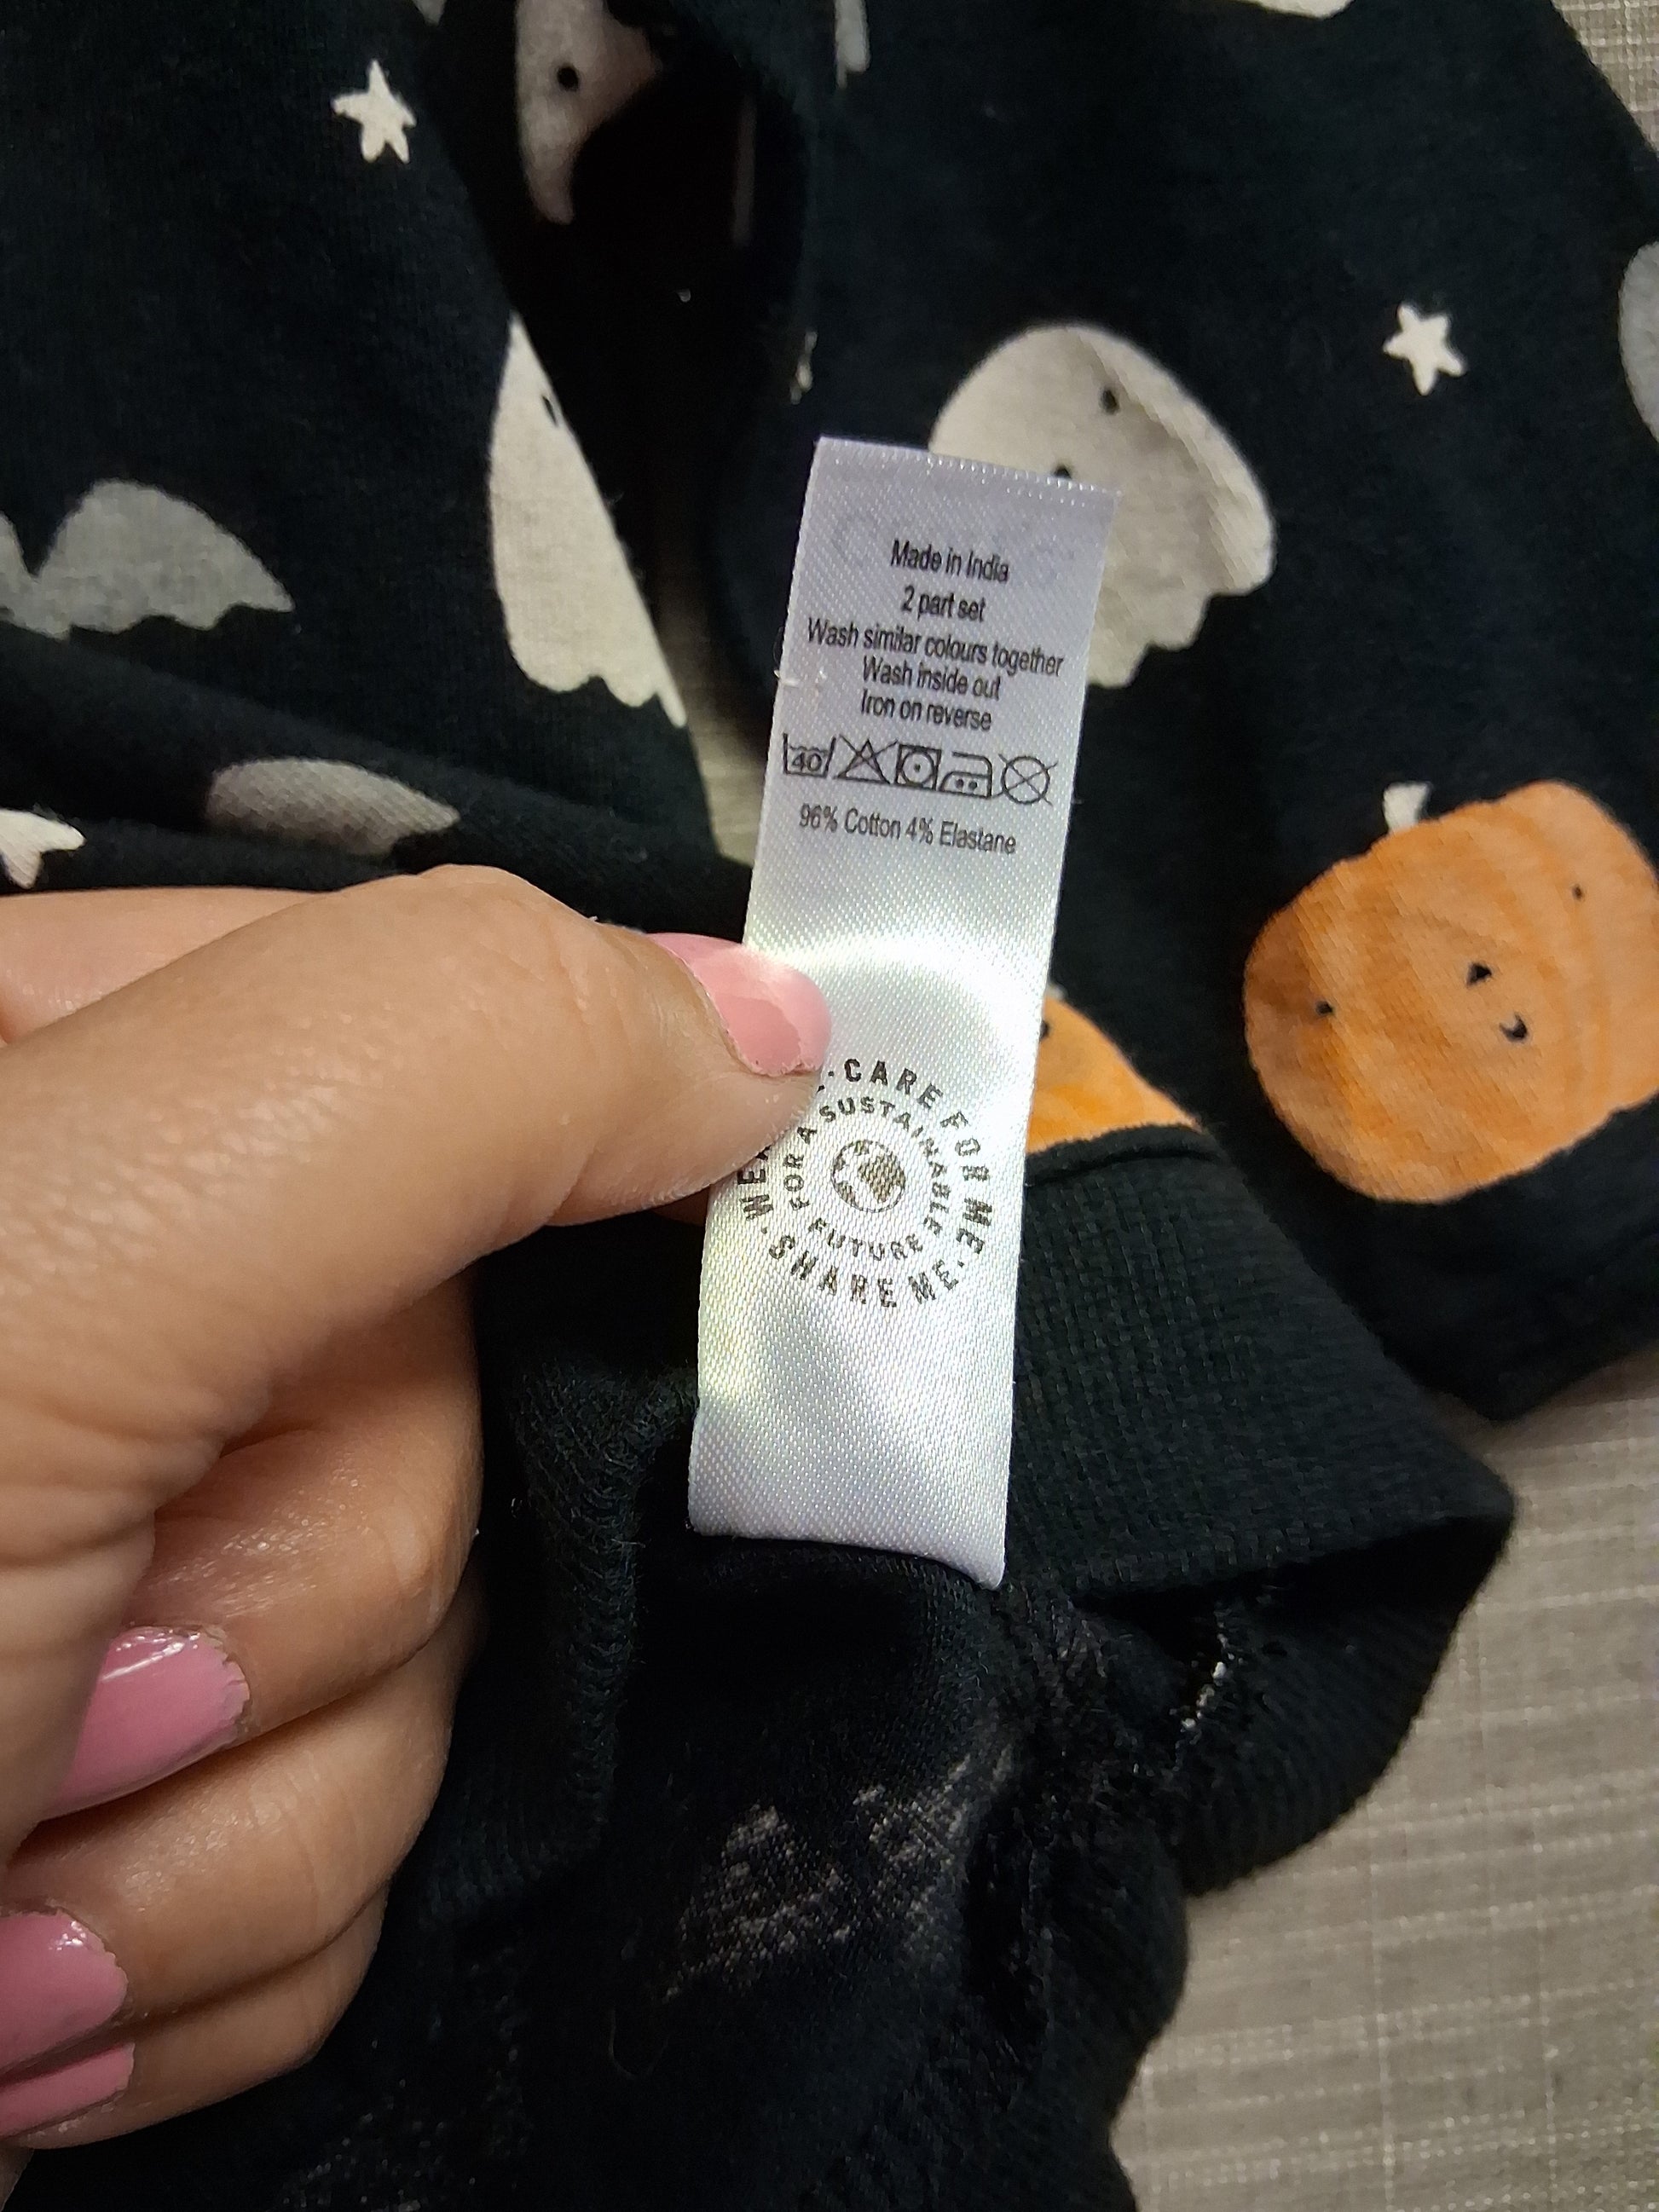 Made in India
2 part set
Wash similar colours together
Wash inside out
Iron on reverse
40
96% Cotton 4% Elastane
· CARE FOR ME · SHARE ME ·
FOR A SUSTAINABLE FUTURE